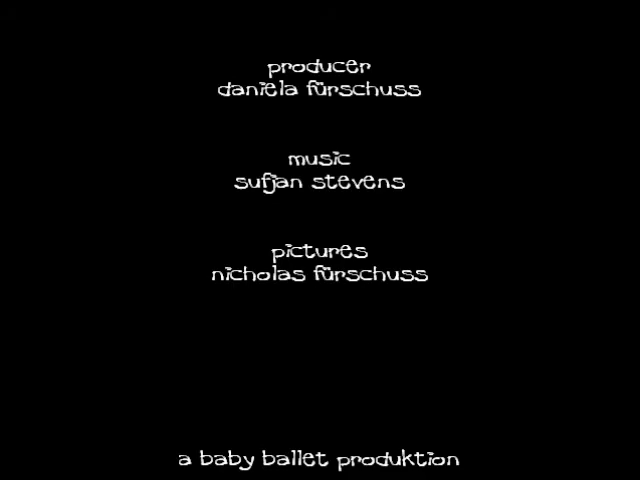 producer
daniela fürschuss
music
sufjan stevens
pictures
nicholas fürschuss
a baby ballet produktion